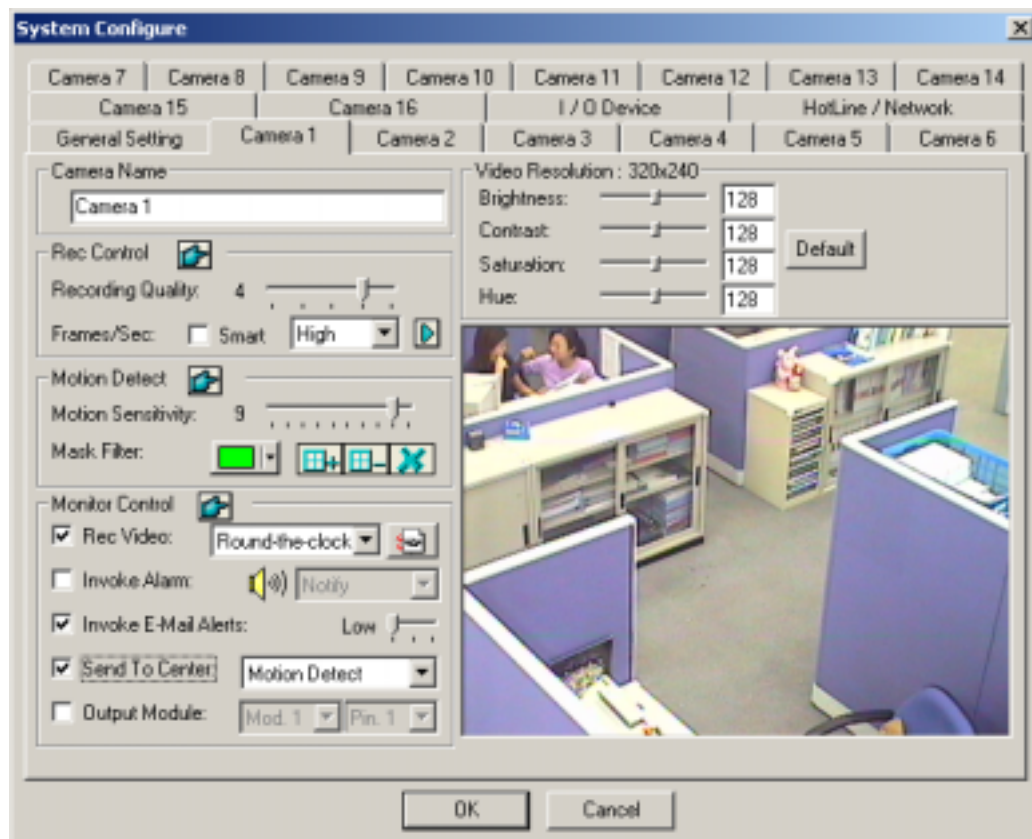 System Configure
Camera 7 Camera 8 Camera 9 Camera 10 Camera 11 Camera 12 Camera 13 Camera 14
Camera 15 Camera 16 I / O Device HotLine / Network
General Setting Camera 1 Camera 2 Camera 3 Camera 4 Camera 5 Camera 6
Camera Name
Camera 1
Rec Control
Recording Quality: 4
Frames/Sec: Smart High
Motion Detect
Motion Sensitivity: 9
Mask Filter:
Monitor Control
Rec Video: Round-the-clock
Invoke Alarm: Notify
Invoke E-Mail Alerts: Low
Send To Center: Motion Detect
Output Module: Mod. 1 Pin. 1
Video Resolution : 320x240
Brightness: 128
Contrast: 128
Saturation: 128
Hue: 128
Default
OK Cancel